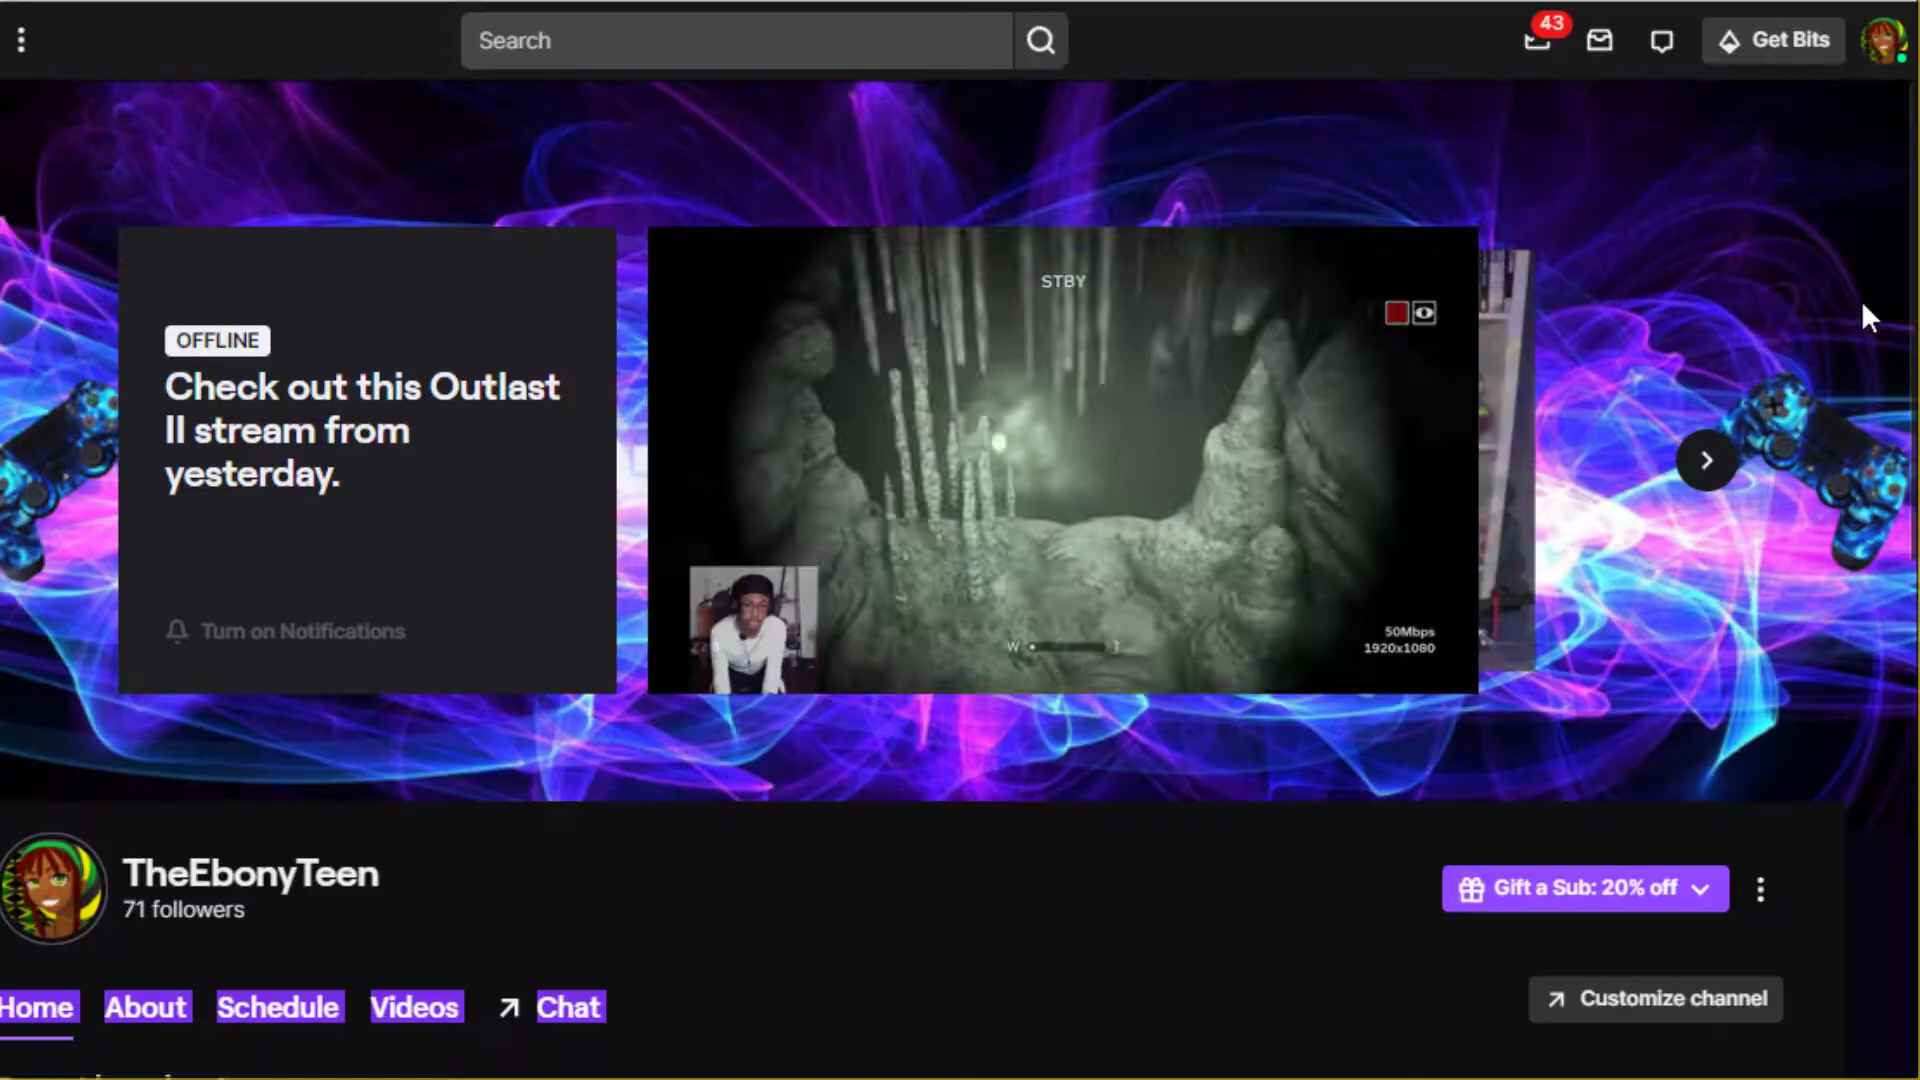 Search
43
Get Bits
STBY
OFFLINE
Check out this Outlast
II stream from
yesterday.
Turn on Notifications
W
T
50Mbps
1920x1080
TheEbonyTeen
71 followers
Gift a Sub: 20% off
Home
About
Schedule
Videos
Chat
Customize channel